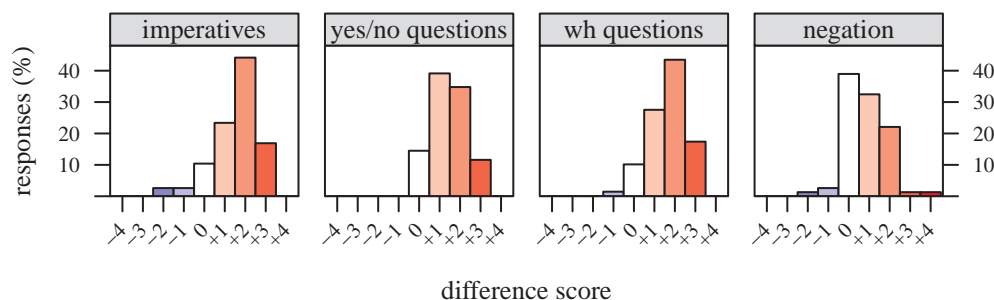 imperatives yes/no questions wh questions negation
responses (%)
40 40
30 30
20 20
10 10
−4 −3 −2 −1 0 +1 +2 +3 +4 −4 −3 −2 −1 0 +1 +2 +3 +4 −4 −3 −2 −1 0 +1 +2 +3 +4 −4 −3 −2 −1 0 +1 +2 +3 +4
difference score